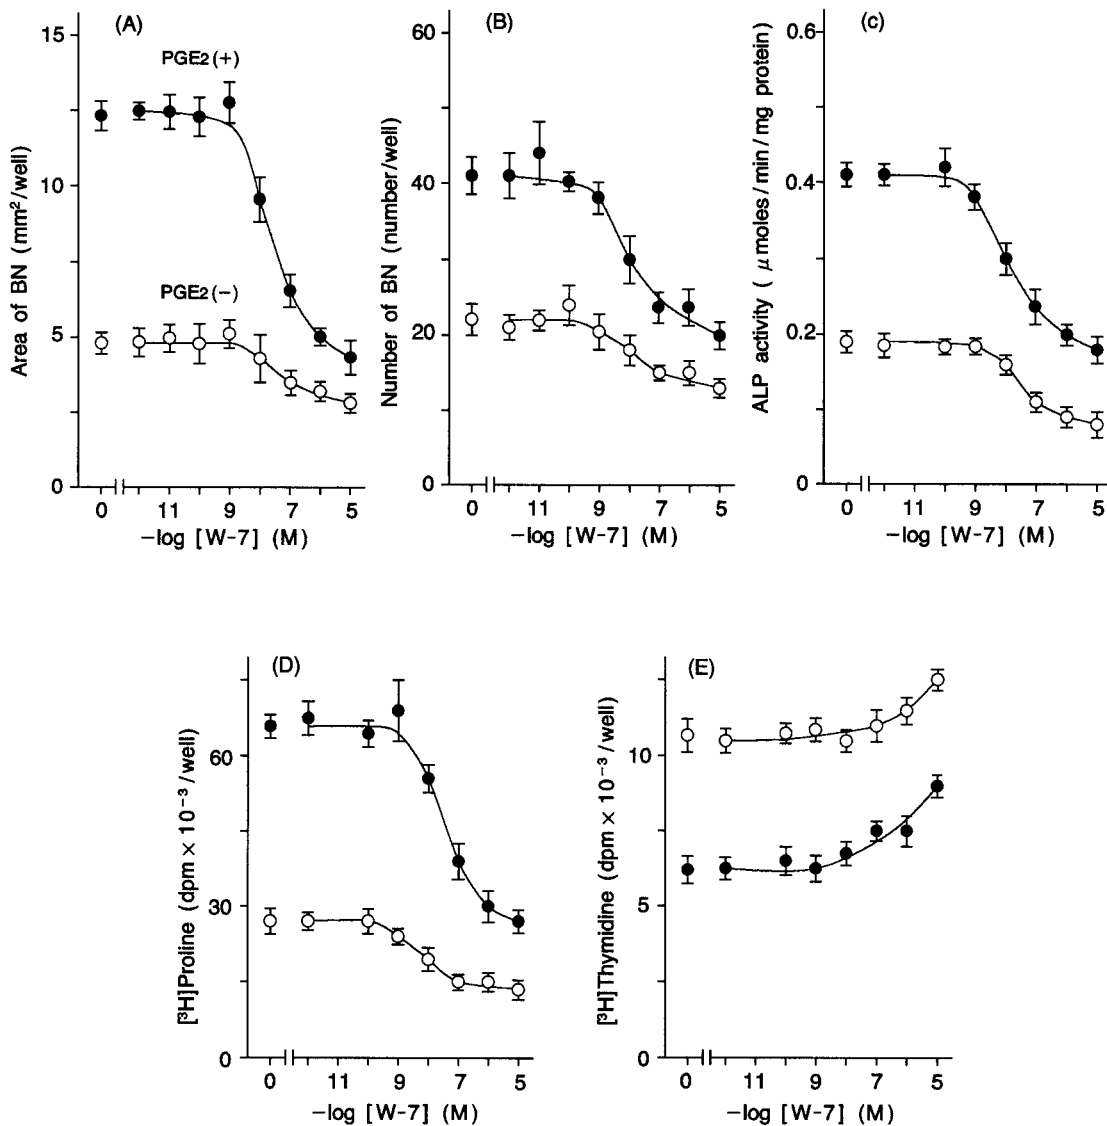 (A)
PGE2(+)
PGE2(−)
Area of BN (mm²/well)
15
10
5
0
0 11 9 7 5
−log [W-7] (M)
(B)
Number of BN (number/well)
60
40
20
0
0 11 9 7 5
−log [W-7] (M)
(c)
ALP activity ( μmoles/min/mg protein)
0.6
0.4
0.2
0
0 11 9 7 5
−log [W-7] (M)
(D)
[³H]Proline (dpm × 10⁻³/well)
60
30
0
0 11 9 7 5
−log [W-7] (M)
(E)
[³H]Thymidine (dpm × 10⁻³/well)
10
5
0
0 11 9 7 5
−log [W-7] (M)